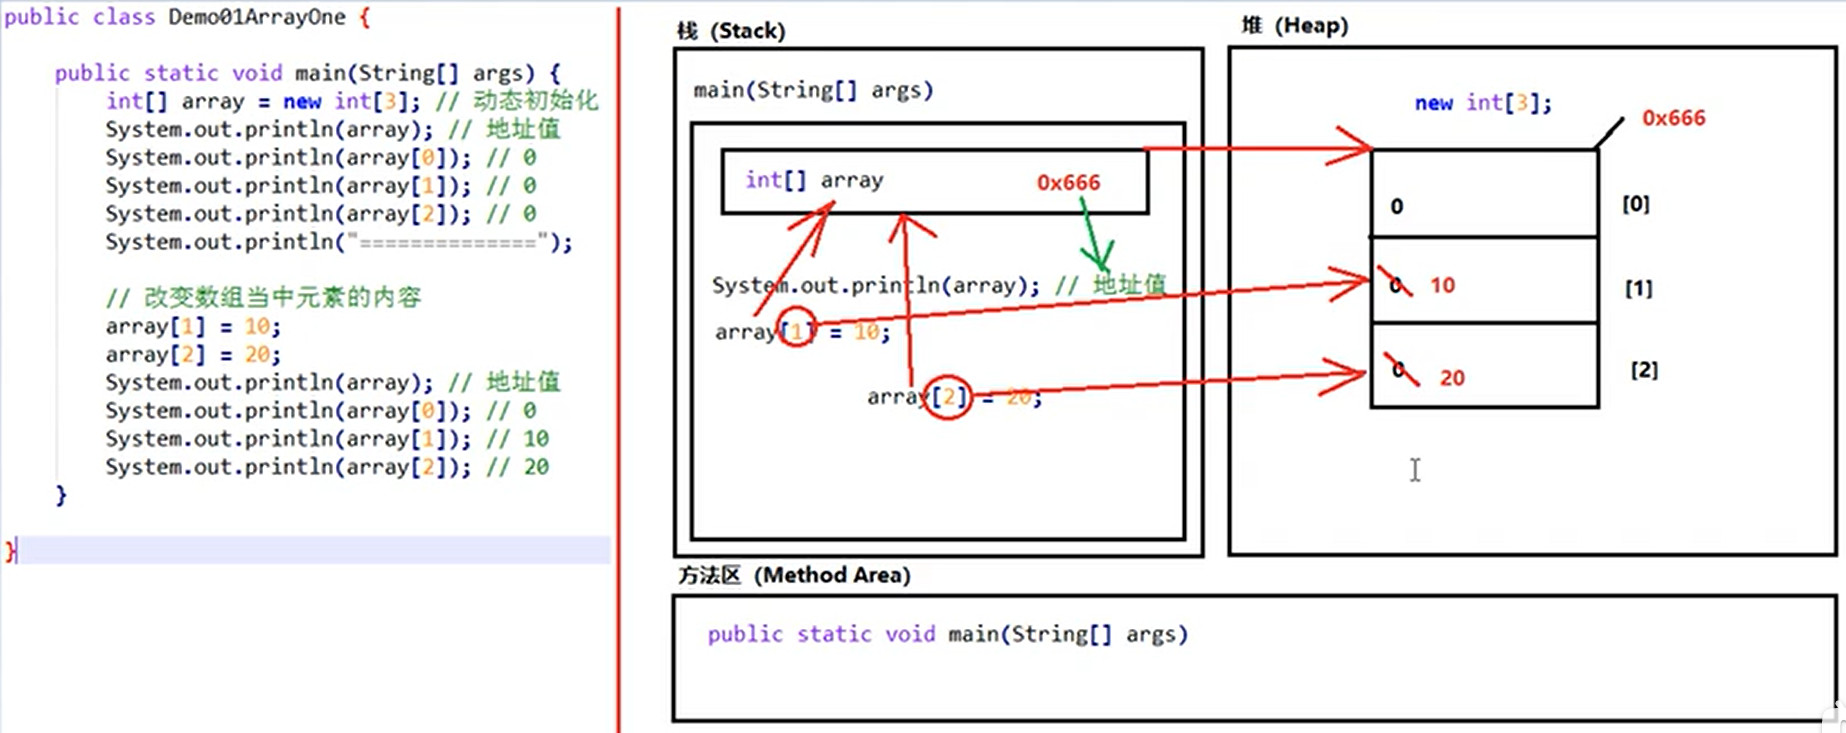 public class Demo01ArrayOne {
public static void main(String[] args) {
int[] array = new int[3]; // 动态初始化
System.out.println(array); // 地址值
System.out.println(array[0]); // 0
System.out.println(array[1]); // 0
System.out.println(array[2]); // 0
System.out.println("==============");
// 改变数组当中元素的内容
array[1] = 10;
array[2] = 20;
System.out.println(array); // 地址值
System.out.println(array[0]); // 0
System.out.println(array[1]); // 10
System.out.println(array[2]); // 20
}
}
栈 (Stack)
main(String[] args)
int[] array 0x666
System.out.println(array); // 地址值
array[1] = 10;
array[2] = 20;
堆 (Heap)
new int[3];
0x666
0 [0]
0 10 [1]
0 20 [2]
方法区 (Method Area)
public static void main(String[] args)